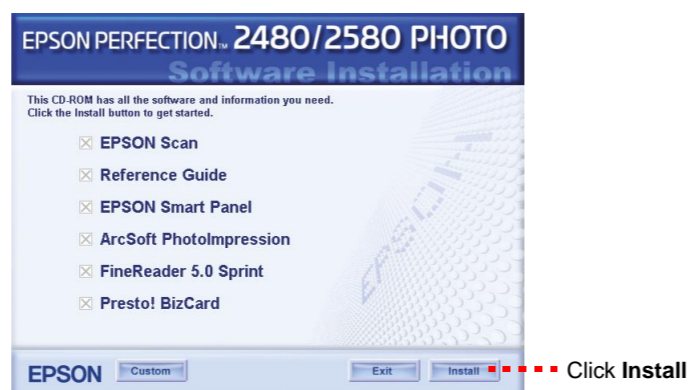 EPSON PERFECTION™ 2480/2580 PHOTO
Software Installation
This CD-ROM has all the software and information you need.
Click the Install button to get started.
EPSON Scan
Reference Guide
EPSON Smart Panel
ArcSoft PhotoImpression
FineReader 5.0 Sprint
Presto! BizCard
EPSON
EPSON Custom Exit Install Click Install